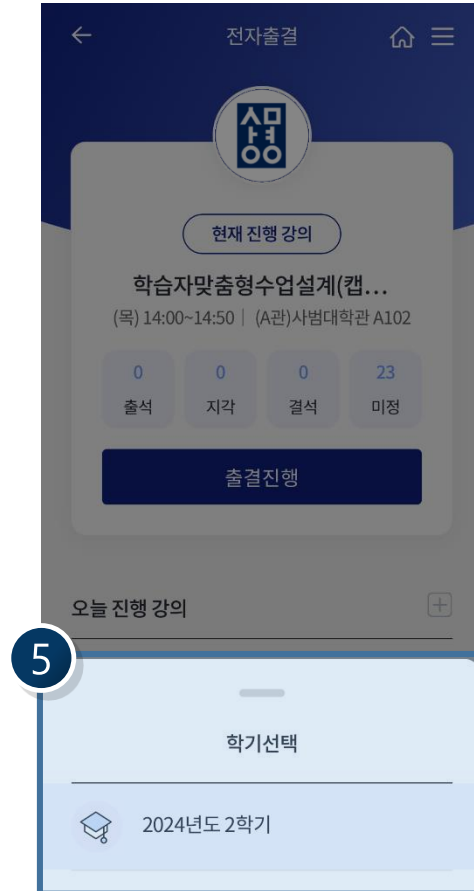 전자출결
상명
현재 진행 강의
학습자맞춤형수업설계(캡...
(목) 14:00~14:50 | (A관)사범대학관 A102
0 0 0 23
출석 지각 결석 미정
출결진행
오늘 진행 강의
5
학기선택
2024년도 2학기